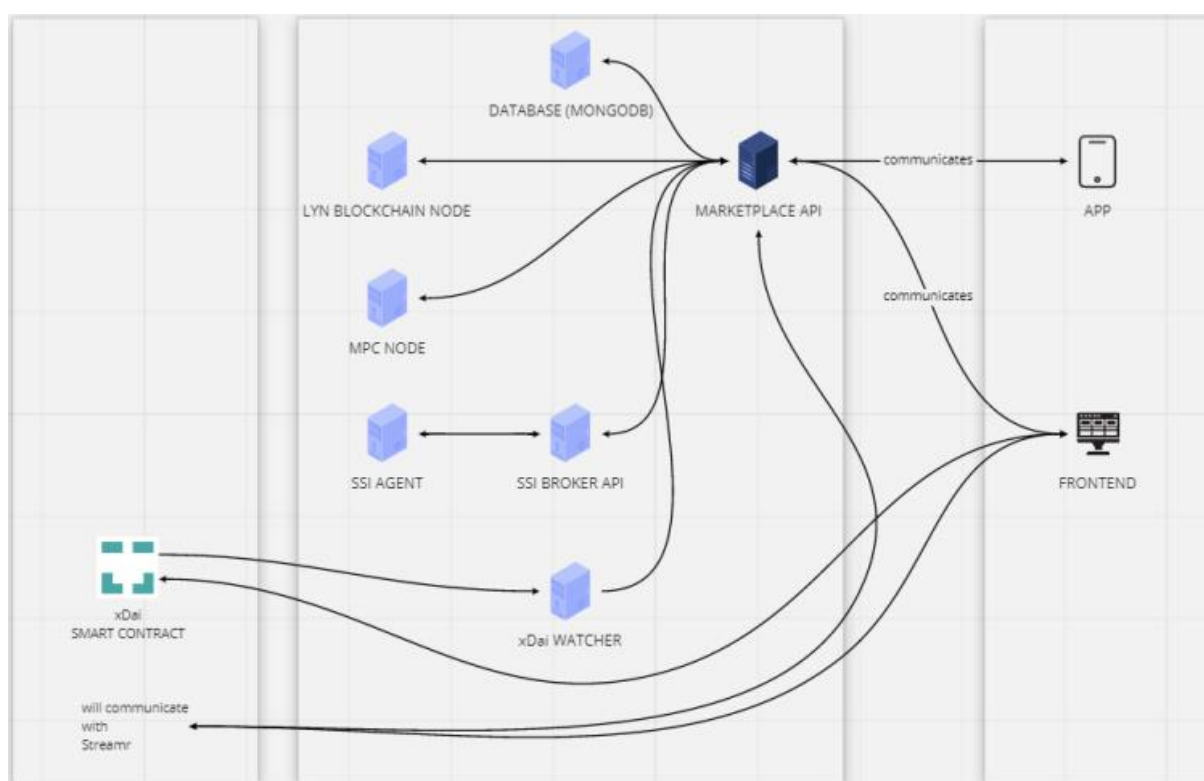 DATABASE (MONGODB)
communicates
LYN BLOCKCHAIN NODE
MARKETPLACE API
APP
communicates
MPC NODE
SSI AGENT
SSI BROKER API
FRONTEND
xDai
SMART CONTRACT
xDai WATCHER
will communicate
with
Streamr